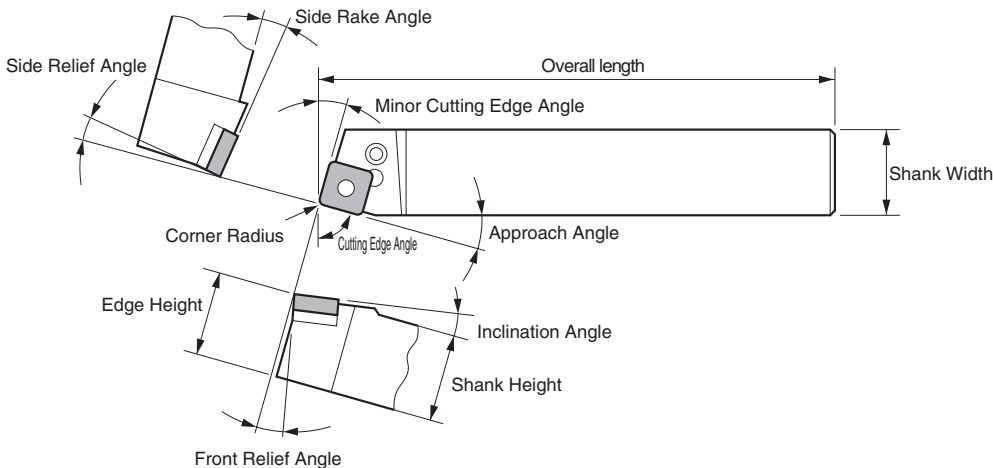 Side Rake Angle
Side Relief Angle
Overall length
Minor Cutting Edge Angle
Shank Width
Corner Radius
Cutting Edge Angle
Approach Angle
Edge Height
Inclination Angle
Shank Height
Front Relief Angle